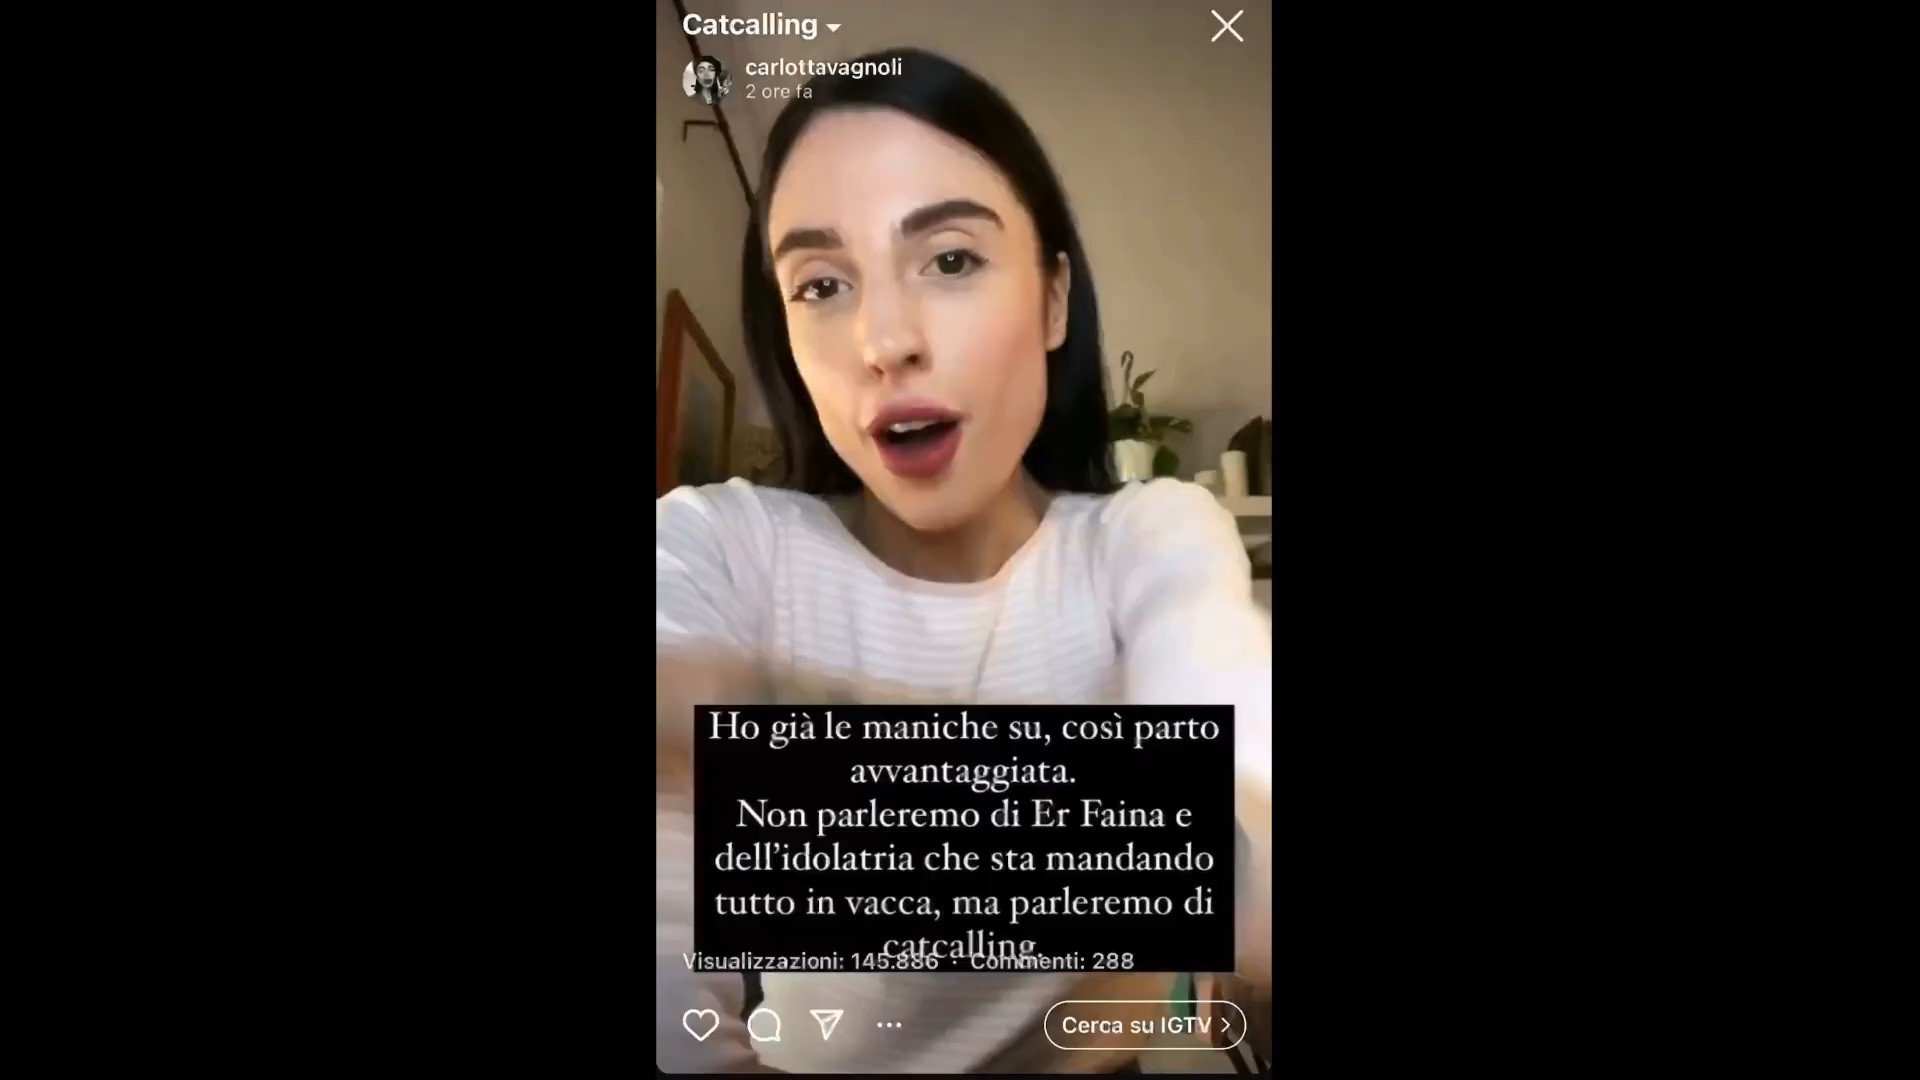 Catcalling
carlottavagnoli
2 ore fa
Ho già le maniche su, così parto
avvantaggiata.
Non parleremo di Er Faina e
dell'idolatria che sta mandando
tutto in vacca, ma parleremo di
catcalling.
Visualizzazioni: 145.886 · Commenti: 288
Cerca su IGTV